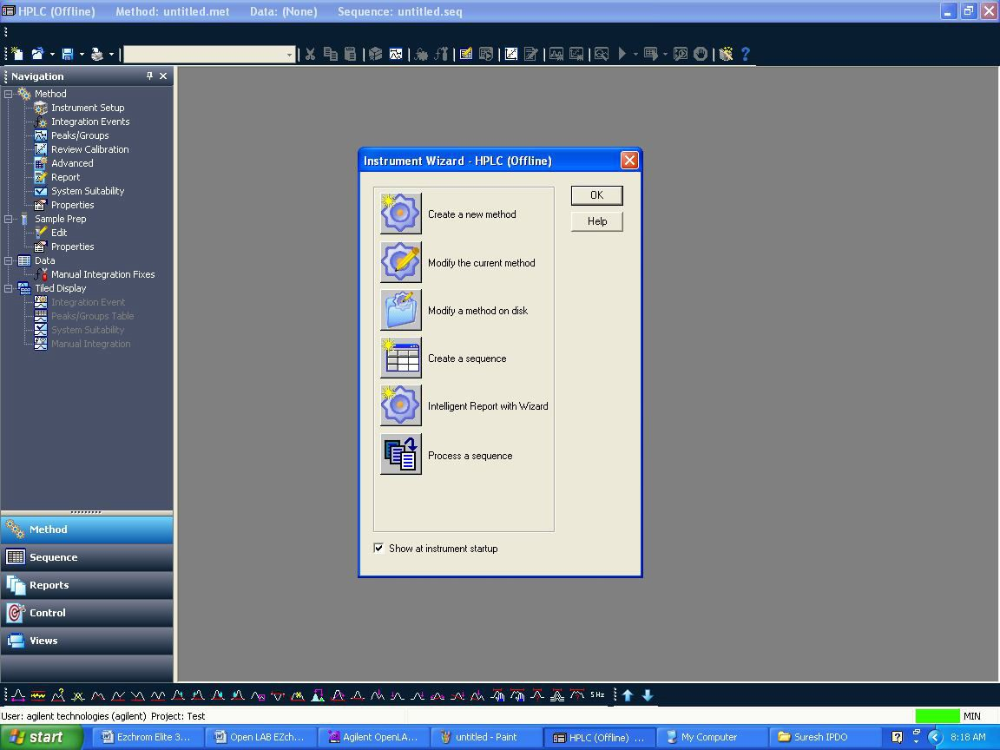 HPLC (Offline) Method: untitled.met Data: (None) Sequence: untitled.seq
Navigation
Method
Instrument Setup
Integration Events
Peaks/Groups
Review Calibration
Advanced
Report
System Suitability
Properties
Sample Prep
Edit
Properties
Data
Manual Integration Fixes
Tiled Display
Integration Event
Peaks/Groups Table
System Suitability
Manual Integration
Method
Sequence
Reports
Control
Views
Instrument Wizard - HPLC (Offline)
Create a new method
Modify the current method
Modify a method on disk
Create a sequence
Intelligent Report with Wizard
Process a sequence
OK
Help
Show at instrument startup
5Hz
User: agilent technologies (agilent) Project: Test
MIN
start
Ezchrom Elite 3...
Open LAB EZch...
Agilent OpenLA...
untitled - Paint
HPLC (Offline) ...
My Computer
Suresh IPDO
8:18 AM